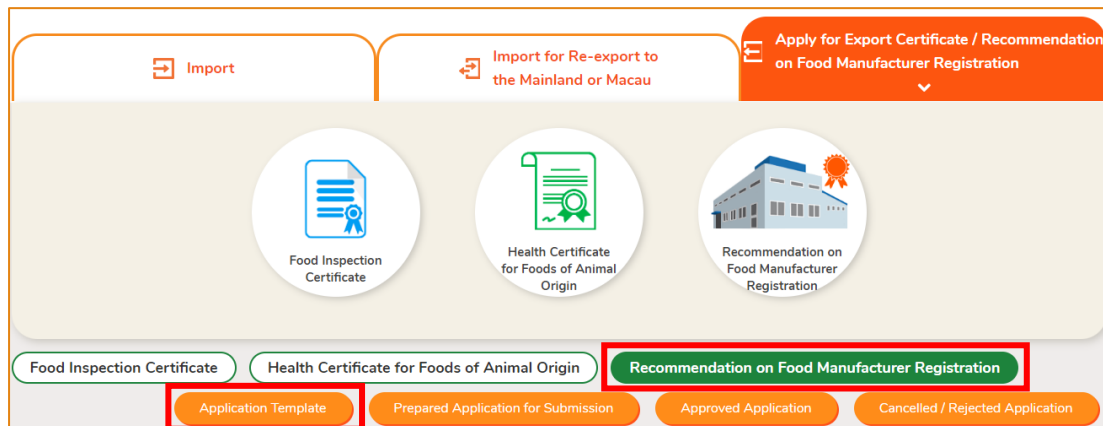 Import
Import for Re-export to
the Mainland or Macau
Apply for Export Certificate / Recommendation
on Food Manufacturer Registration
Food Inspection
Certificate
Health Certificate
for Foods of Animal
Origin
Recommendation on
Food Manufacturer
Registration
Food Inspection Certificate
Health Certificate for Foods of Animal Origin
Recommendation on Food Manufacturer Registration
Application Template
Prepared Application for Submission
Approved Application
Cancelled / Rejected Application